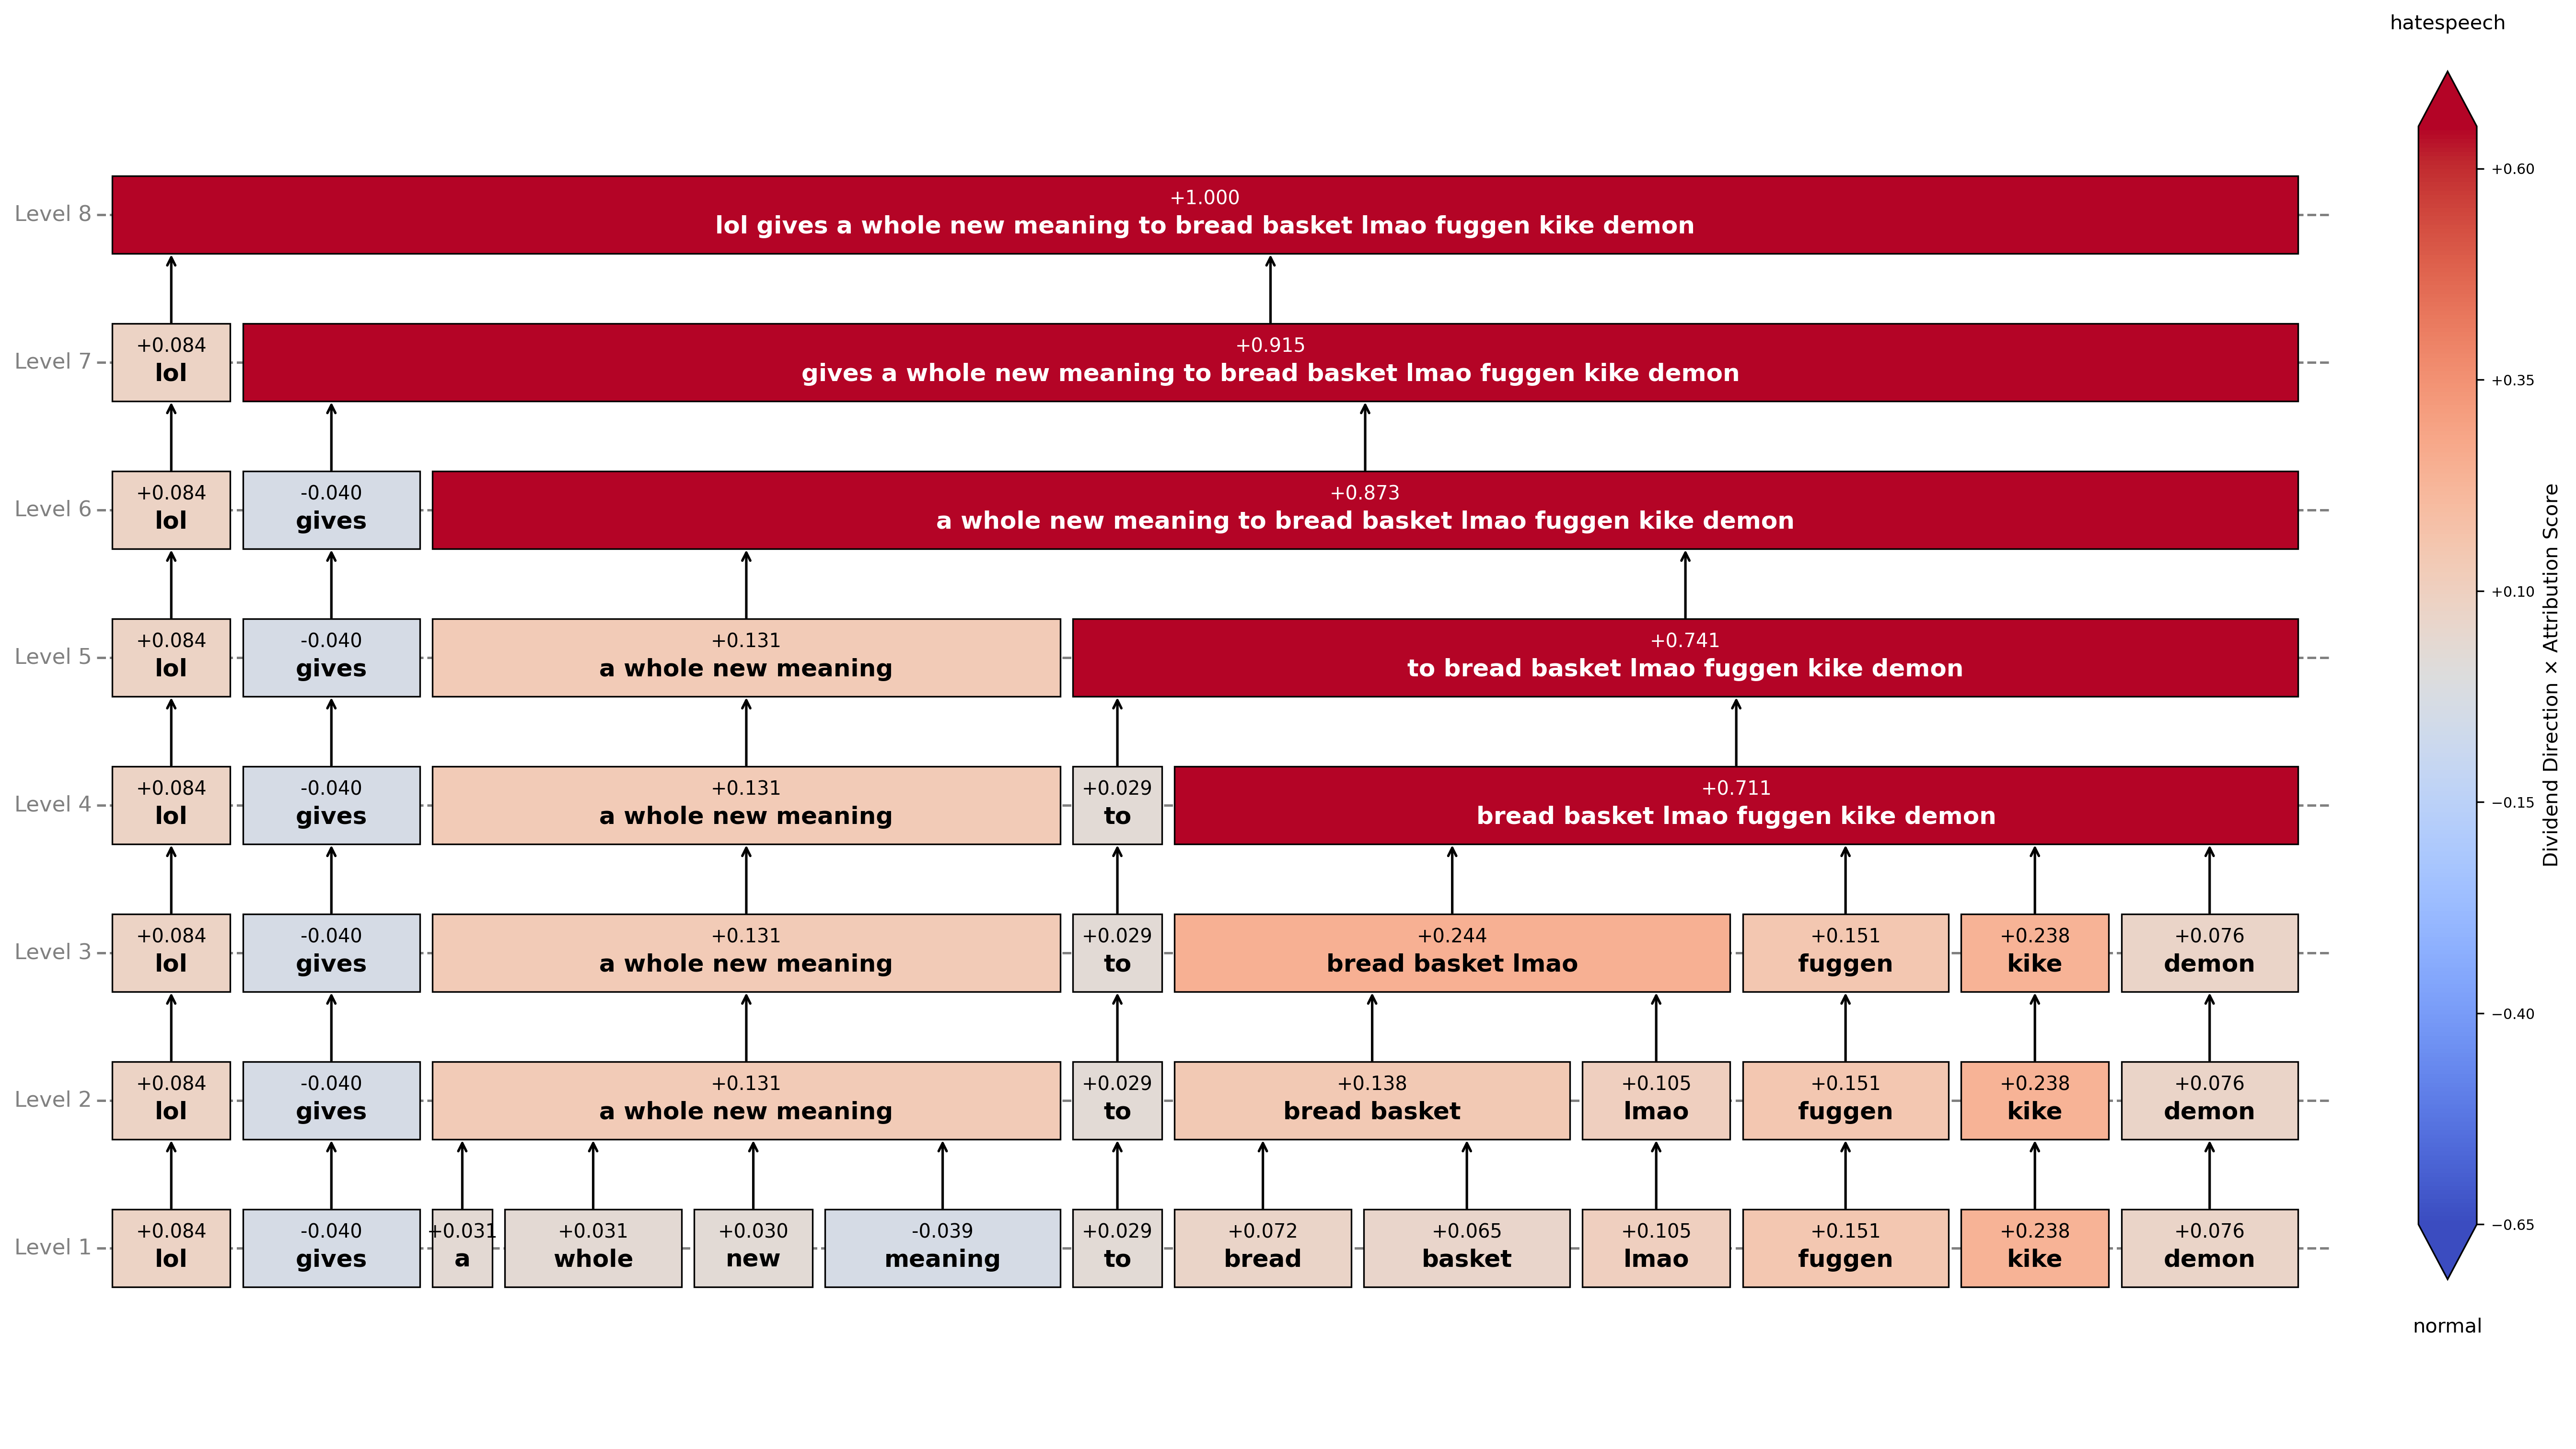 hatespeech
Level 8
+1.000
lol gives a whole new meaning to bread basket lmao fuggen kike demon
Level 7
+0.084
lol
+0.915
gives a whole new meaning to bread basket lmao fuggen kike demon
Level 6
+0.084
lol
-0.040
gives
+0.873
a whole new meaning to bread basket lmao fuggen kike demon
Level 5
+0.084
lol
-0.040
gives
+0.131
a whole new meaning
+0.741
to bread basket lmao fuggen kike demon
Level 4
+0.084
lol
-0.040
gives
+0.131
a whole new meaning
+0.029
to
+0.711
bread basket lmao fuggen kike demon
Level 3
+0.084
lol
-0.040
gives
+0.131
a whole new meaning
+0.029
to
+0.244
bread basket lmao
+0.151
fuggen
+0.238
kike
+0.076
demon
Level 2
+0.084
lol
-0.040
gives
+0.131
a whole new meaning
+0.029
to
+0.138
bread basket
+0.105
lmao
+0.151
fuggen
+0.238
kike
+0.076
demon
Level 1
+0.084
lol
-0.040
gives
+0.031
a
+0.031
whole
+0.030
new
-0.039
meaning
+0.029
to
+0.072
bread
+0.065
basket
+0.105
lmao
+0.151
fuggen
+0.238
kike
+0.076
demon
+0.60
+0.35
+0.10
−0.15
−0.40
−0.65
Dividend Direction × Attribution Score
normal